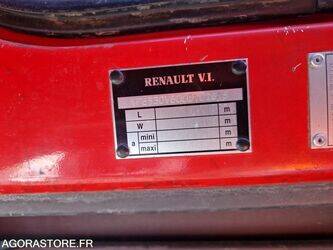 RENAULT V.I.
L m
W m
a mini m
maxi m
AGORASTORE.FR